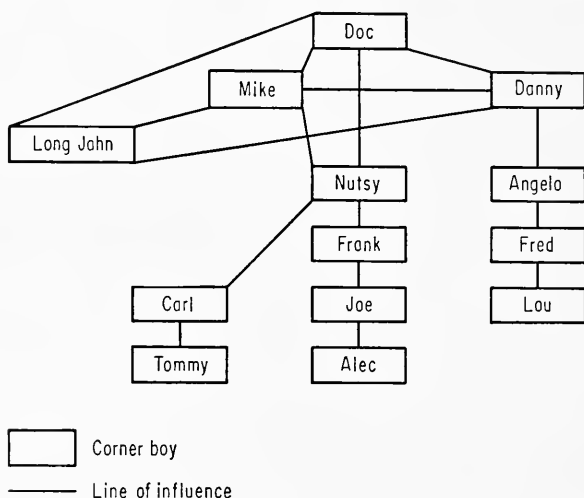 Doc
Mike
Danny
Long John
Nutsy
Angelo
Frank
Fred
Carl
Joe
Lou
Tommy
Alec
Corner boy
Line of influence